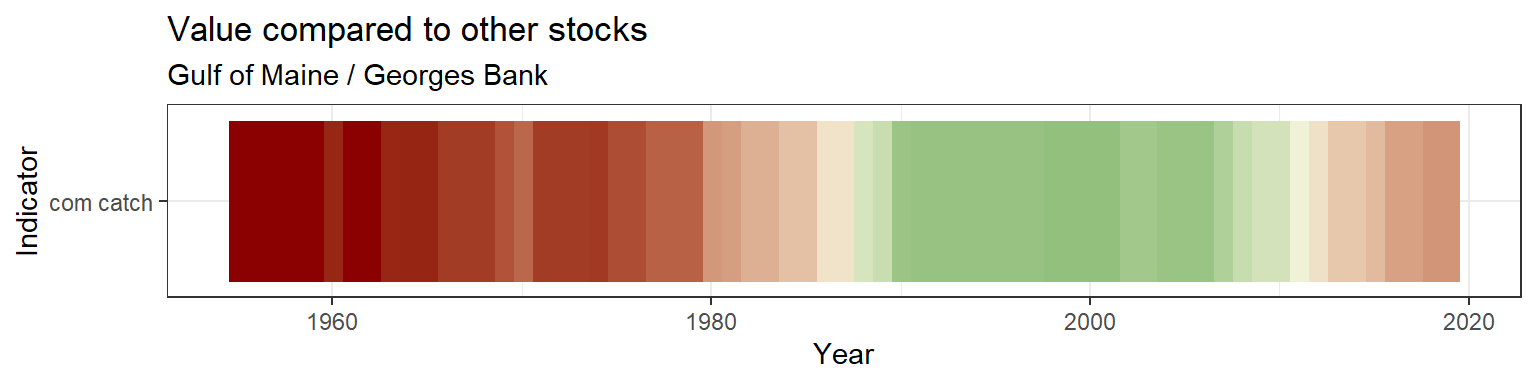 Value compared to other stocks
Gulf of Maine / Georges Bank
Indicator
com catch
1960 1980 2000 2020
Year